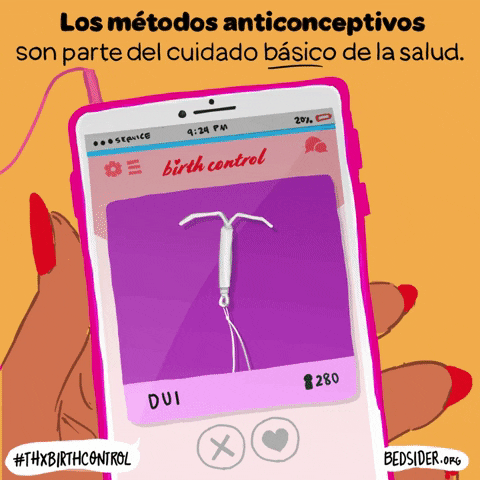 Los métodos anticonceptivos
son parte del cuidado básico de la salud.
SERVICE 9:24 PM 20%
birth control
DUI 280
#THXBIRTHCONTROL
BEDSIDER.ORG